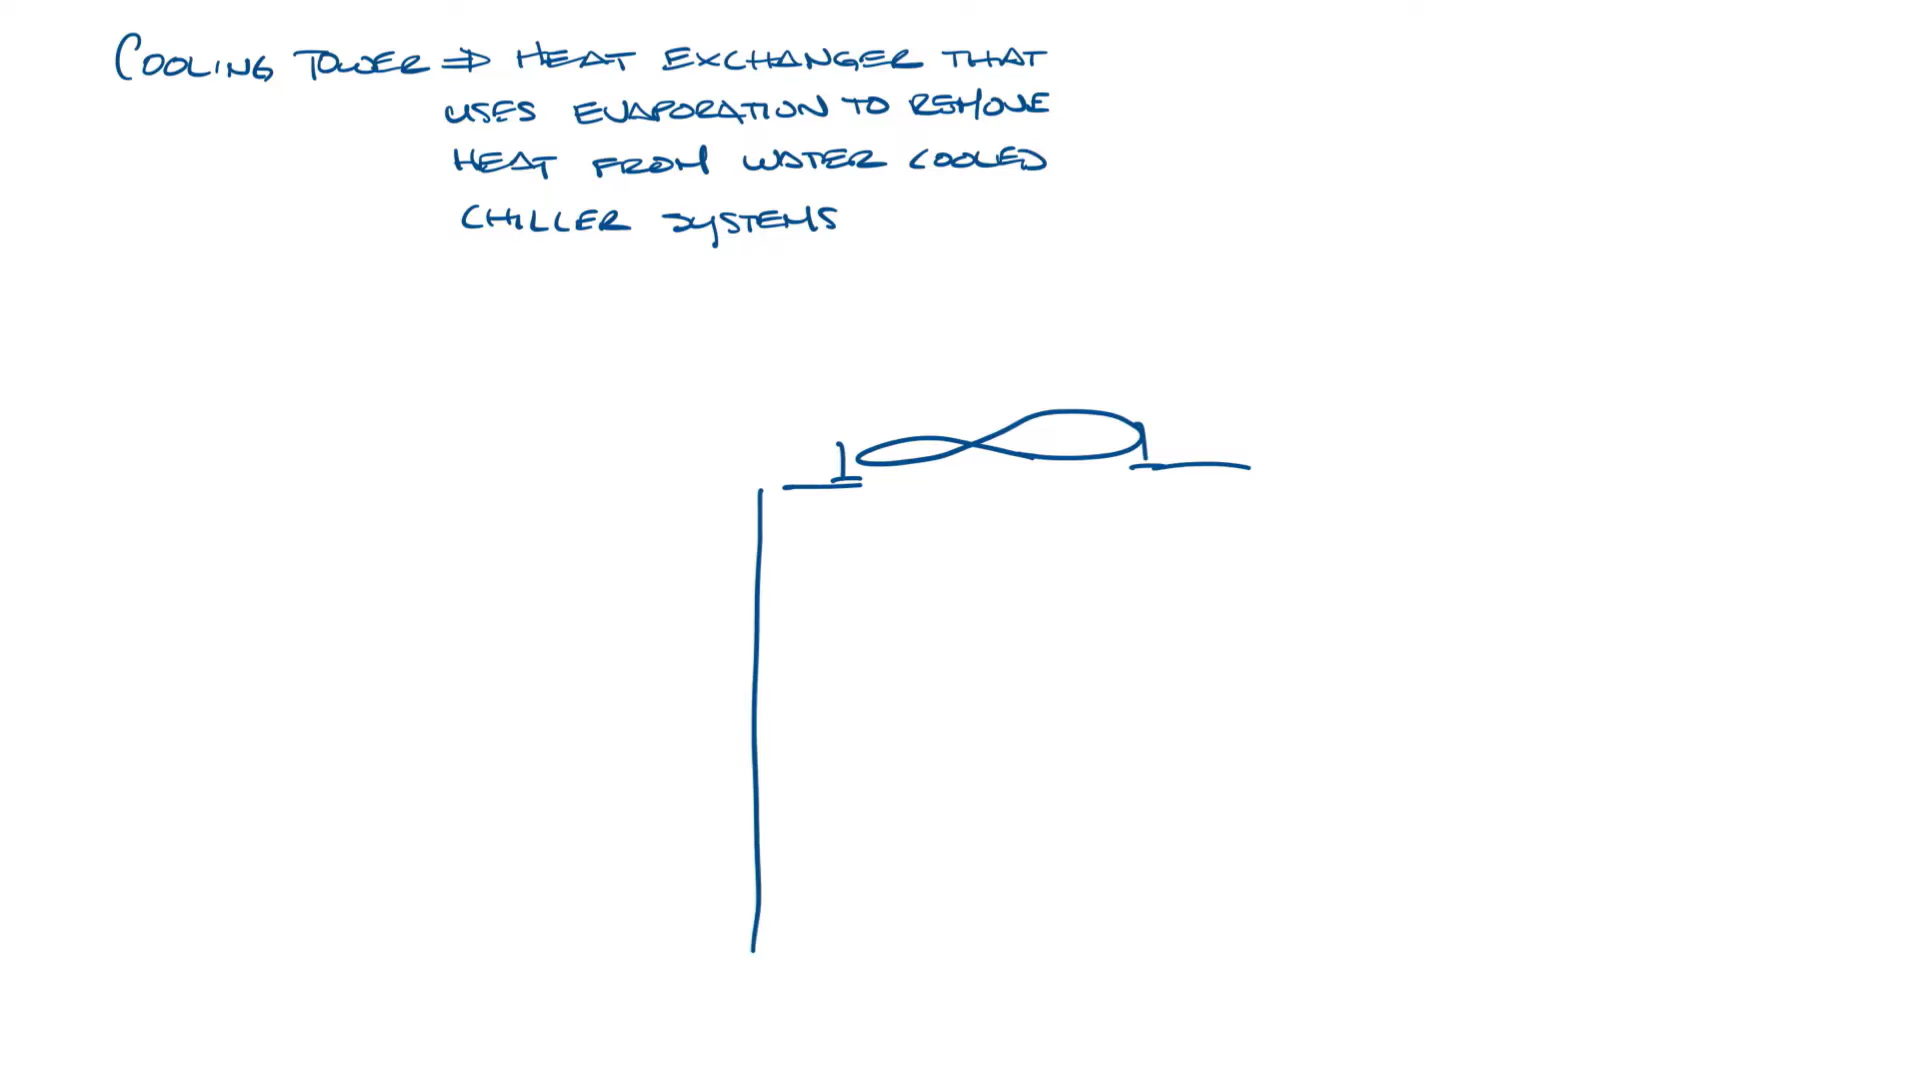 COOLING TOWER ⇒ HEAT EXCHANGER THAT
USES EVAPORATION TO REMOVE
HEAT FROM WATER COOLED
CHILLER SYSTEMS